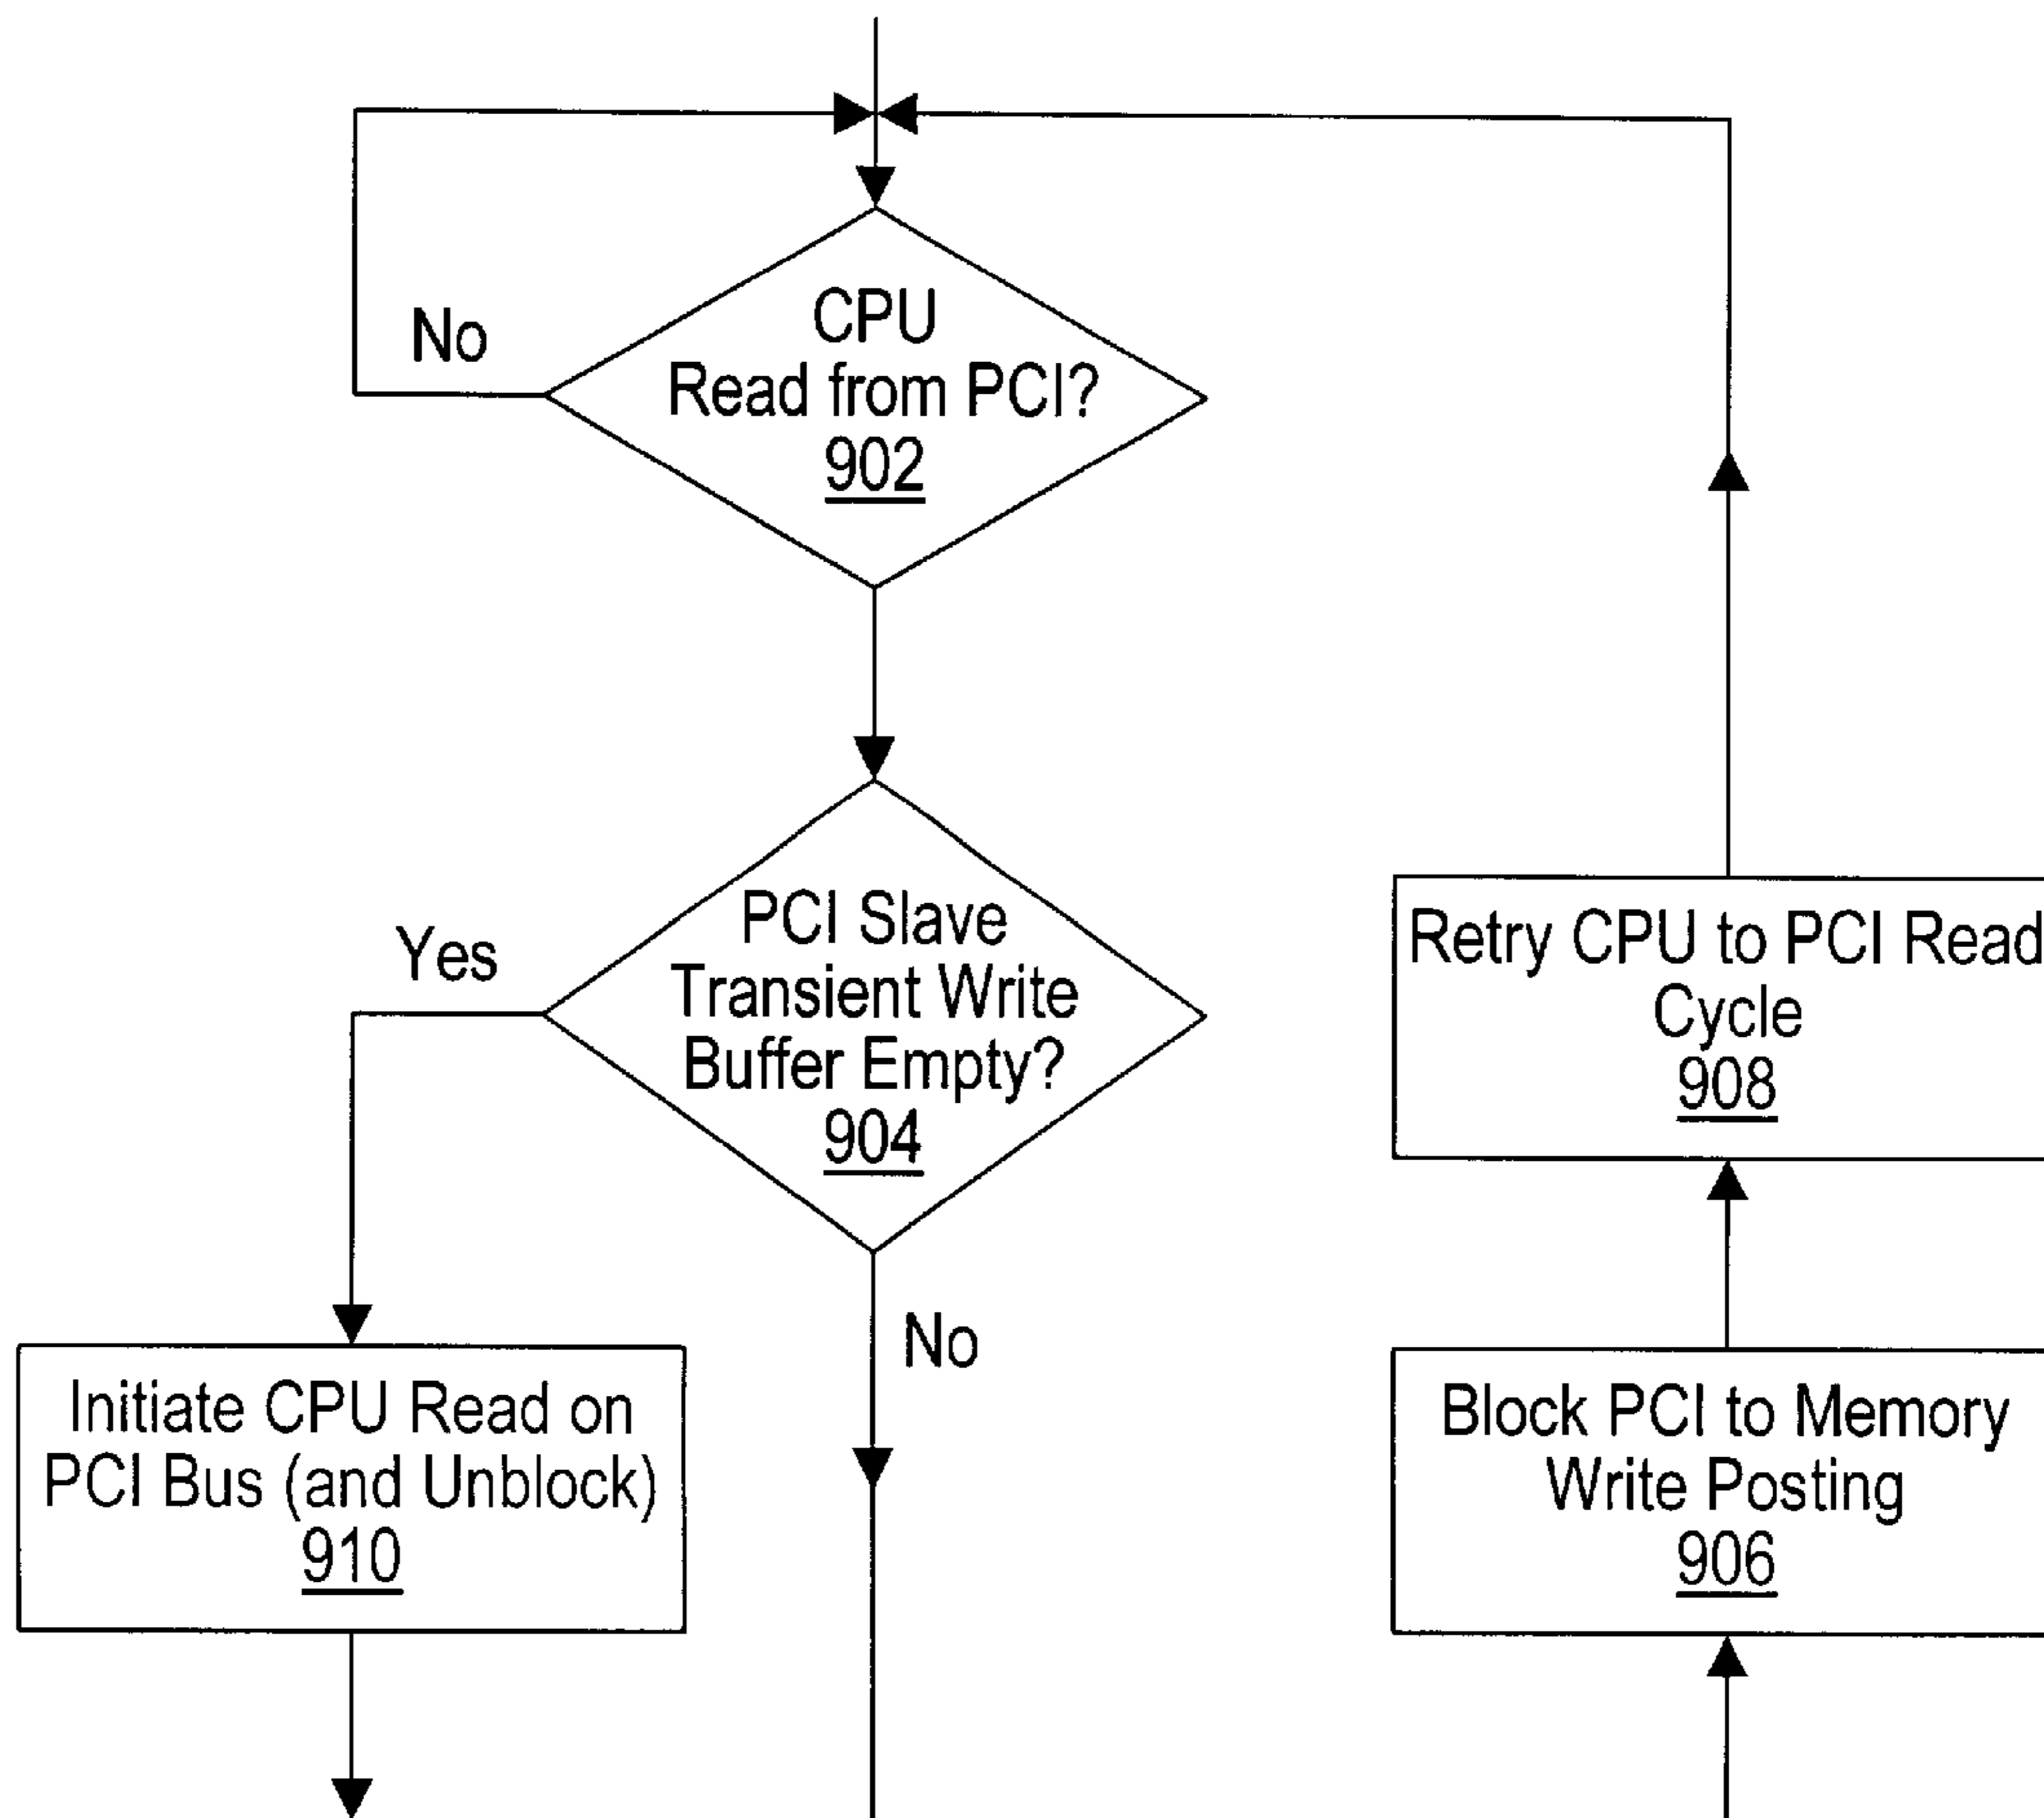 CPU
Read from PCI?
902
No
PCI Slave
Transient Write
Buffer Empty?
904
Yes
No
Initiate CPU Read on
PCI Bus (and Unblock)
910
Retry CPU to PCI Read
Cycle
908
Block PCI to Memory
Write Posting
906